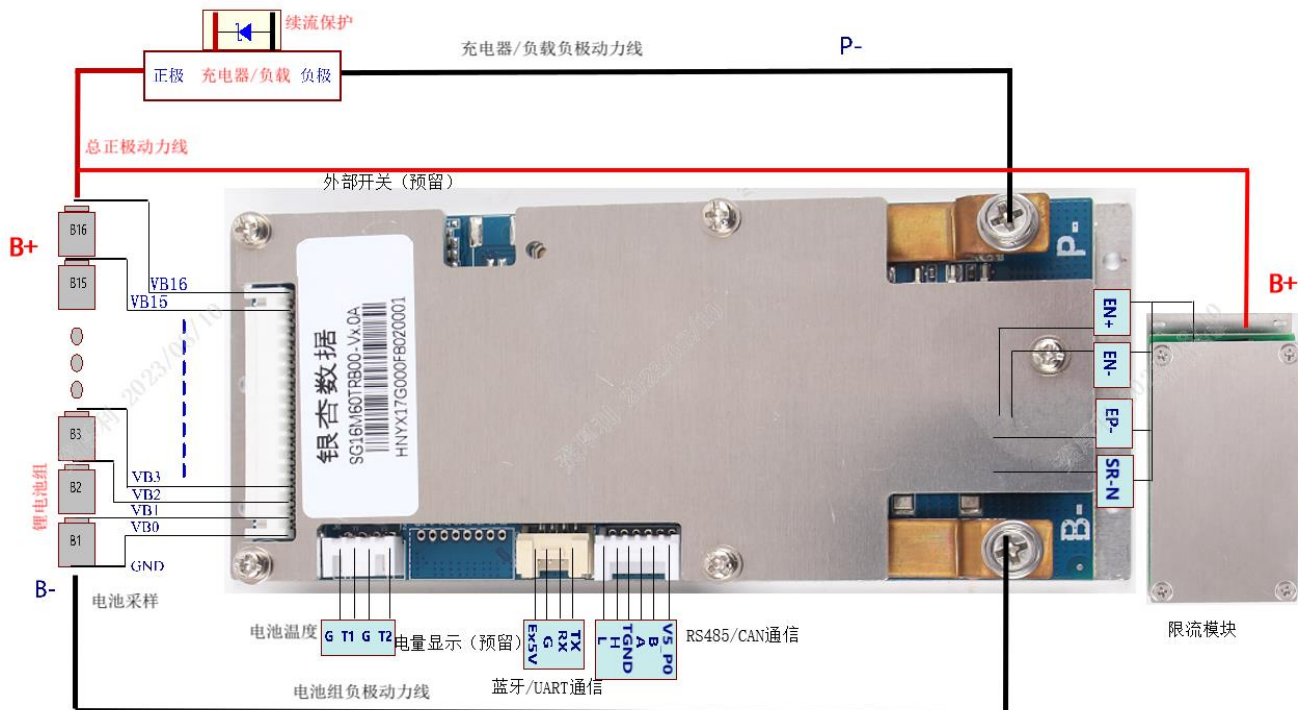 续流保护
正极 充电器/负载 负极
充电器/负载负极动力线
P-
总正极动力线
外部开关（预留）
B+
B16
B15
VB16
VB15
B3
B2
B1
锂电池组
VB3
VB2
VB1
VB0
GND
B-
电池采样
银杏数据
SG16M60TRB00-Vx.0A
HNYX17G000FB020001
P-
B-
EN+
EN-
EP-
SR-N
B+
限流模块
电池温度
G T1 G T2
电量显示（预留）
Ex5V
G
RX
TX
蓝牙/UART通信
L
H
TGND
A
B
V5_P0
RS485/CAN通信
电池组负极动力线
2023/03/10